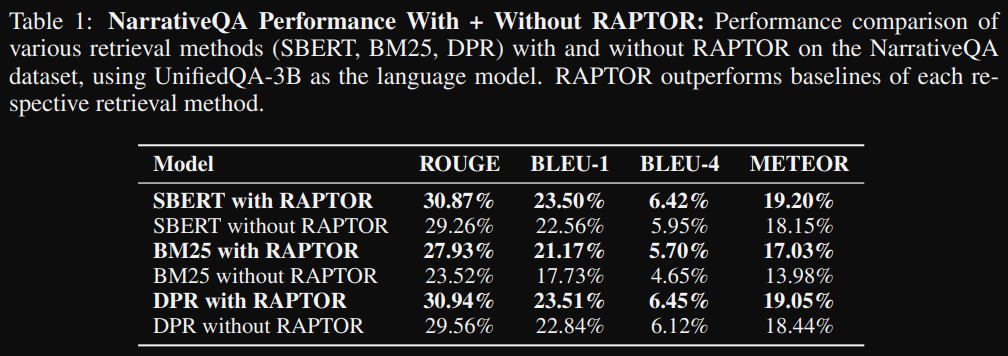 Table 1: NarrativeQA Performance With + Without RAPTOR: Performance comparison of
various retrieval methods (SBERT, BM25, DPR) with and without RAPTOR on the NarrativeQA
dataset, using UnifiedQA-3B as the language model. RAPTOR outperforms baselines of each re-
spective retrieval method.
Model ROUGE BLEU-1 BLEU-4 METEOR
SBERT with RAPTOR 30.87% 23.50% 6.42% 19.20%
SBERT without RAPTOR 29.26% 22.56% 5.95% 18.15%
BM25 with RAPTOR 27.93% 21.17% 5.70% 17.03%
BM25 without RAPTOR 23.52% 17.73% 4.65% 13.98%
DPR with RAPTOR 30.94% 23.51% 6.45% 19.05%
DPR without RAPTOR 29.56% 22.84% 6.12% 18.44%